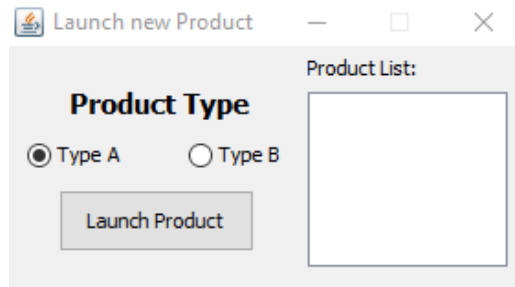 Launch new Product
Product List:
Product Type
Type A
Type B
Launch Product